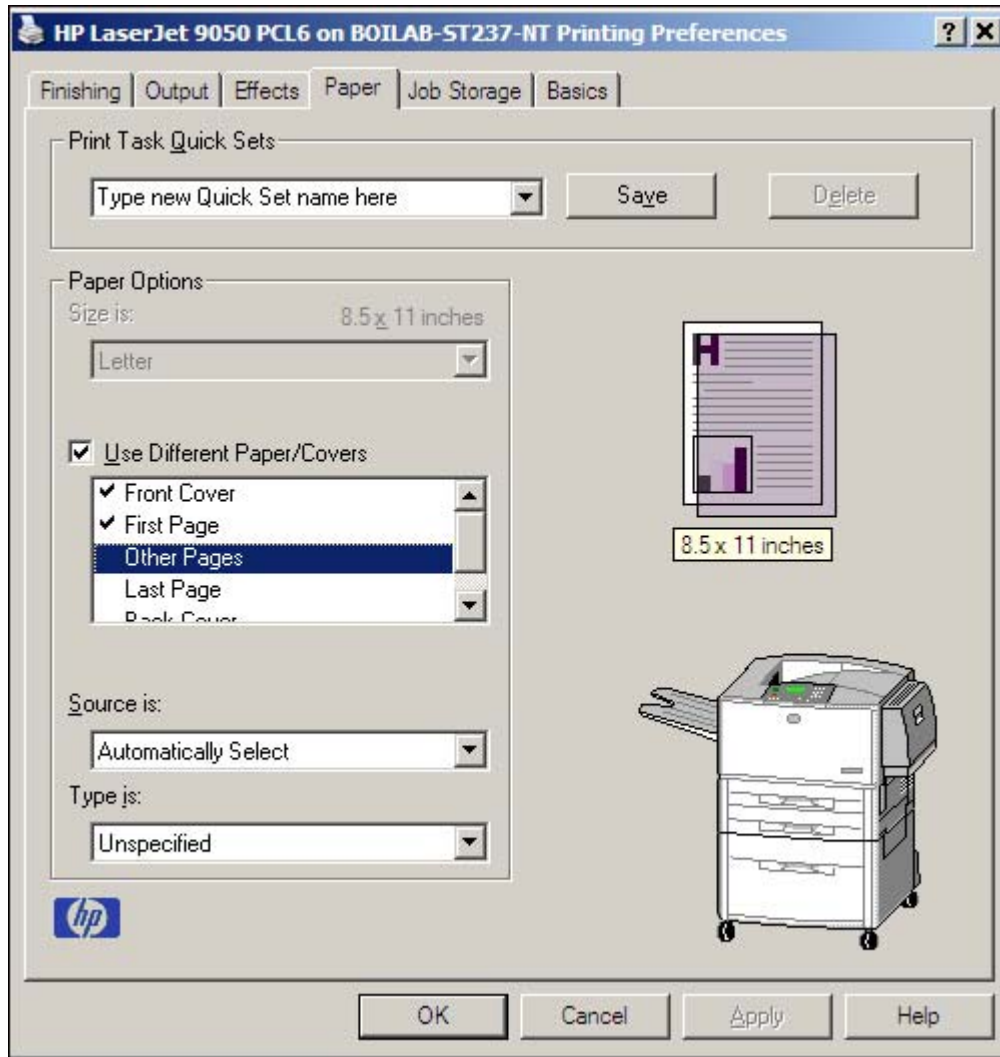 HP LaserJet 9050 PCL6 on BOILAB-ST237-NT Printing Preferences
Finishing Output Effects Paper Job Storage Basics
Print Task Quick Sets
Type new Quick Set name here Save Delete
Paper Options
Size is: 8.5 x 11 inches
Letter
Use Different Paper/Covers
Front Cover
First Page
Other Pages
Last Page
Back Cover
8.5 x 11 inches
Source is:
Automatically Select
Type is:
Unspecified
hp
OK Cancel Apply Help